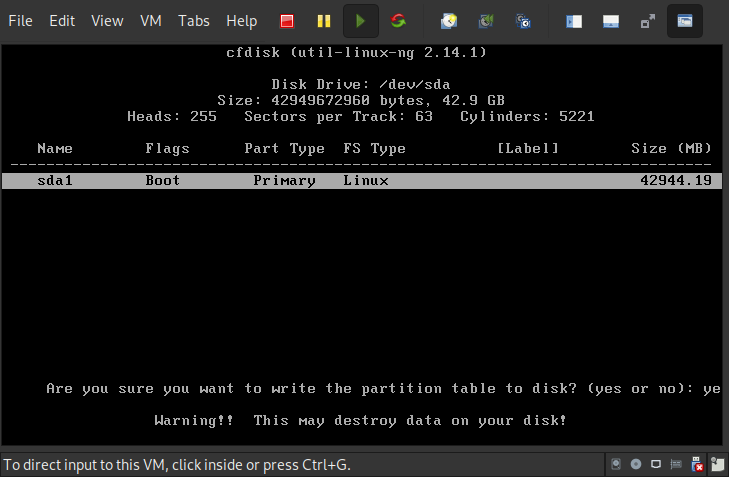 File Edit View VM Tabs Help
cfdisk (util-linux-ng 2.14.1)
Disk Drive: /dev/sda
Size: 42949672960 bytes, 42.9 GB
Heads: 255 Sectors per Track: 63 Cylinders: 5221
Name Flags Part Type FS Type [Label] Size (MB)
sda1 Boot Primary Linux 42944.19
Are you sure you want to write the partition table to disk? (yes or no): ye
Warning!! This may destroy data on your disk!
To direct input to this VM, click inside or press Ctrl+G.